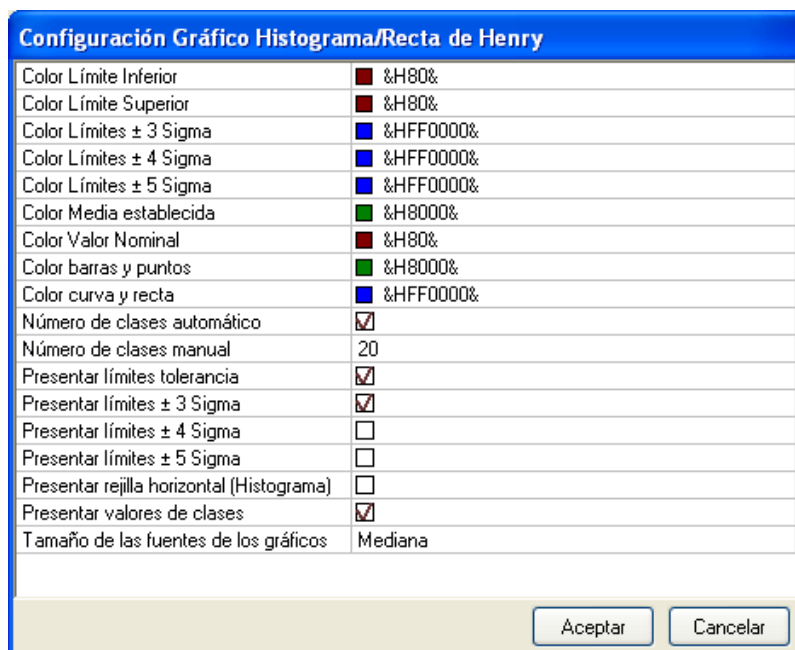 Configuración Gráfico Histograma/Recta de Henry
Color Límite Inferior &H80&
Color Límite Superior &H80&
Color Límites ± 3 Sigma &HFF0000&
Color Límites ± 4 Sigma &HFF0000&
Color Límites ± 5 Sigma &HFF0000&
Color Media establecida &H8000&
Color Valor Nominal &H80&
Color barras y puntos &H8000&
Color curva y recta &HFF0000&
Número de clases automático
Número de clases manual 20
Presentar límites tolerancia
Presentar límites ± 3 Sigma
Presentar límites ± 4 Sigma
Presentar límites ± 5 Sigma
Presentar rejilla horizontal (Histograma)
Presentar valores de clases
Tamaño de las fuentes de los gráficos Mediana
Aceptar Cancelar